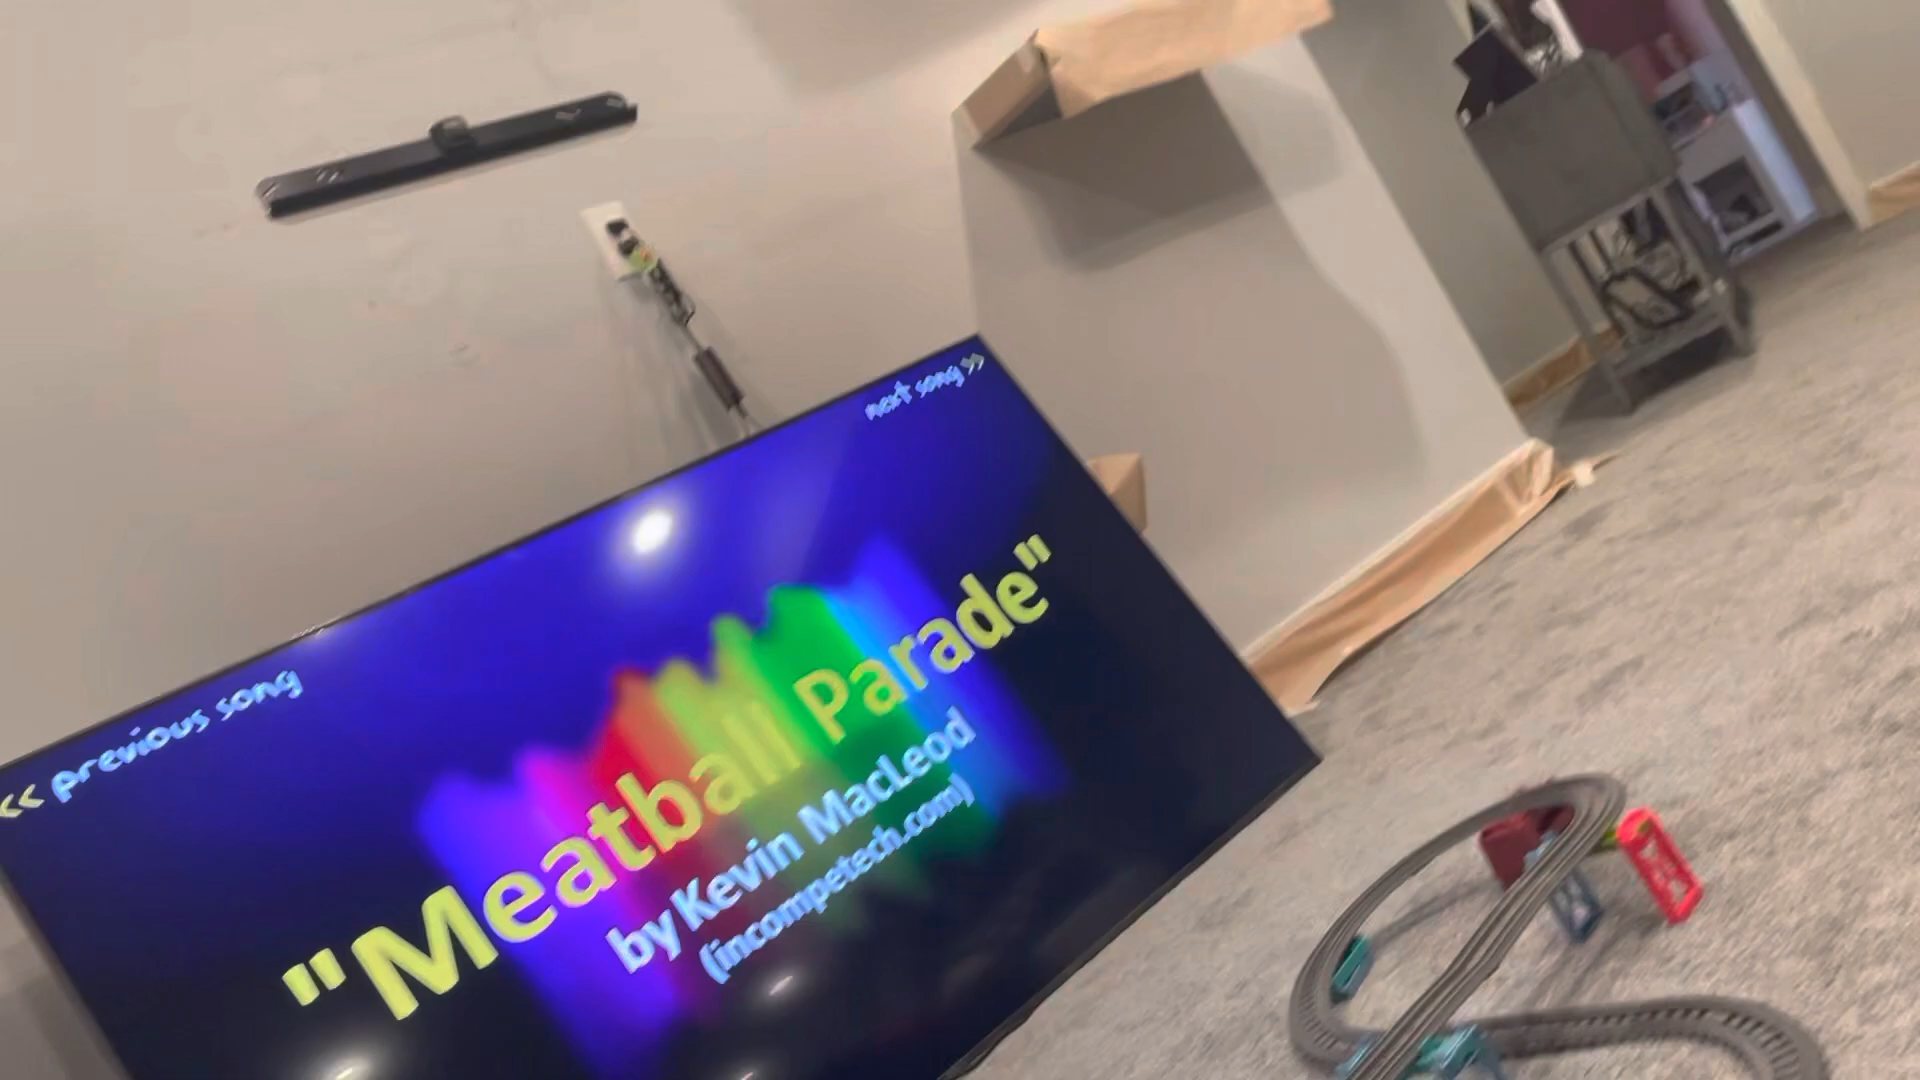 << previous song
next song >>
"Meatball Parade"
by Kevin MacLeod
(incompetech.com)